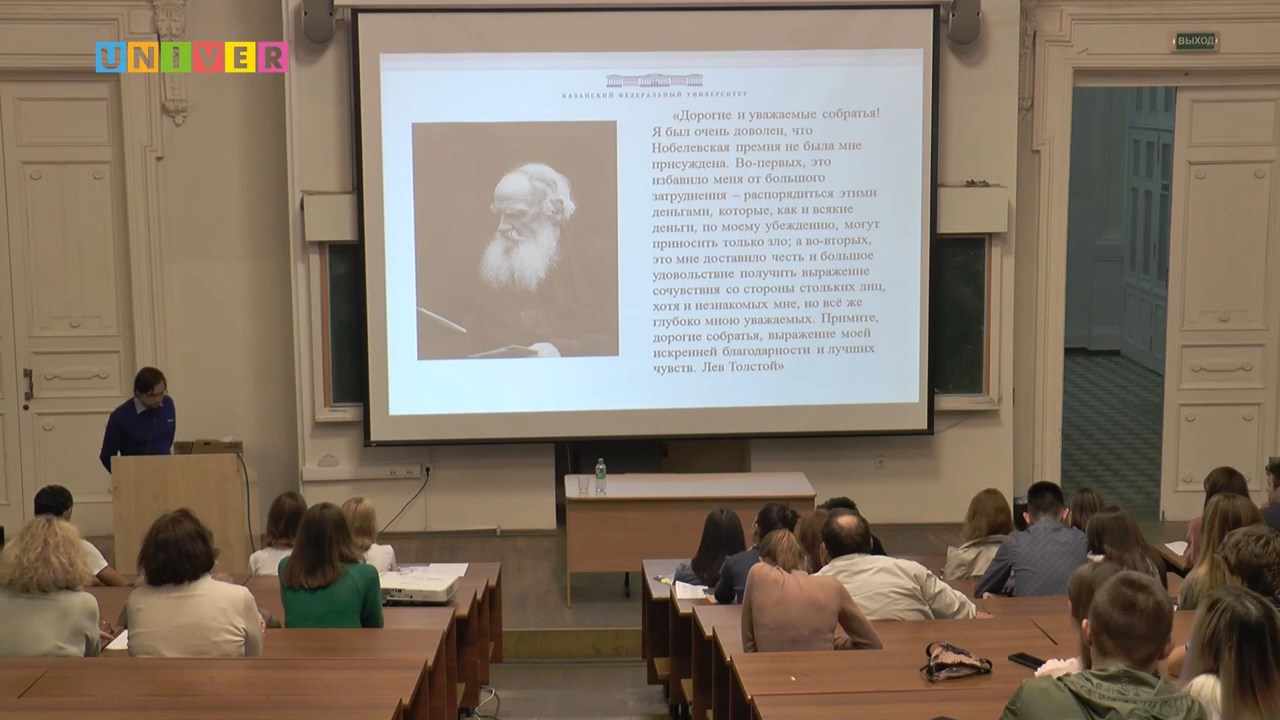 UNIVER
ВЫХОД
КАЗАНСКИЙ ФЕДЕРАЛЬНЫЙ УНИВЕРСИТЕТ
«Дорогие и уважаемые собратья!
Я был очень доволен, что
Нобелевская премия не была мне
присуждена. Во-первых, это
избавило меня от большого
затруднения – распорядиться этими
деньгами, которые, как и всякие
деньги, по моему убеждению, могут
приносить только зло; а во-вторых,
это мне доставило честь и большое
удовольствие получить выражение
сочувствия со стороны стольких лиц,
хотя и незнакомых мне, но всё же
глубоко мною уважаемых. Примите,
дорогие собратья, выражение моей
искренней благодарности и лучших
чувств. Лев Толстой»